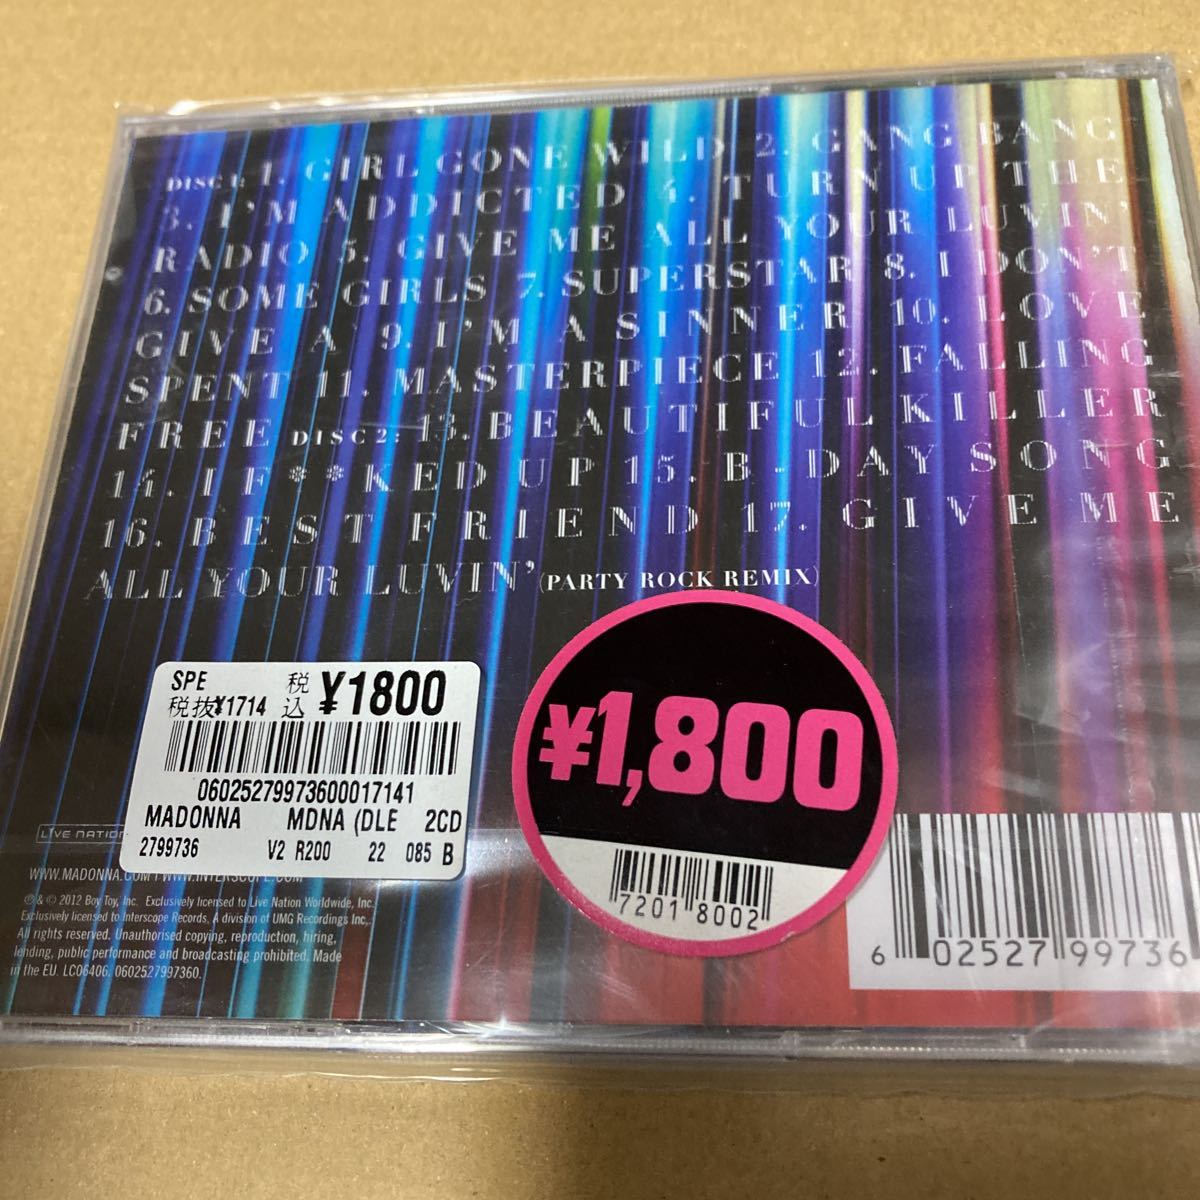 DISC 1: 1. GIRL GONE WILD 2. GANG BANG
3. I'M ADDICTED 4. TURN UP THE
RADIO 5. GIVE ME ALL YOUR LUVIN'
6. SOME GIRLS 7. SUPERSTAR 8. I DON'T
GIVE A 9. I'M A SINNER 10. LOVE
SPENT 11. MASTERPIECE 12. FALLING
FREE DISC 2: 13. BEAUTIFUL KILLER
14. I F**KED UP 15. B-DAY SONG
16. BEST FRIEND 17. GIVE ME
ALL YOUR LUVIN' (PARTY ROCK REMIX)
SPE 税込 ¥1800
税抜¥1714
06025279973600017141
MADONNA MDNA (DLE 2CD
2799736 V2 R200 22 085 B
¥1,800
7201 8002
LIVE NATION
WWW.MADONNA.COM | WWW.INTERSCOPE.COM
℗ & © 2012 Boy Toy, Inc. Exclusively licensed to Live Nation Worldwide, Inc.
Exclusively licensed to Interscope Records, A division of UMG Recordings Inc.
All rights reserved. Unauthorised copying, reproduction, hiring,
lending, public performance and broadcasting prohibited. Made
in the EU. LC06406. 0602527997360.
6 02527 99736